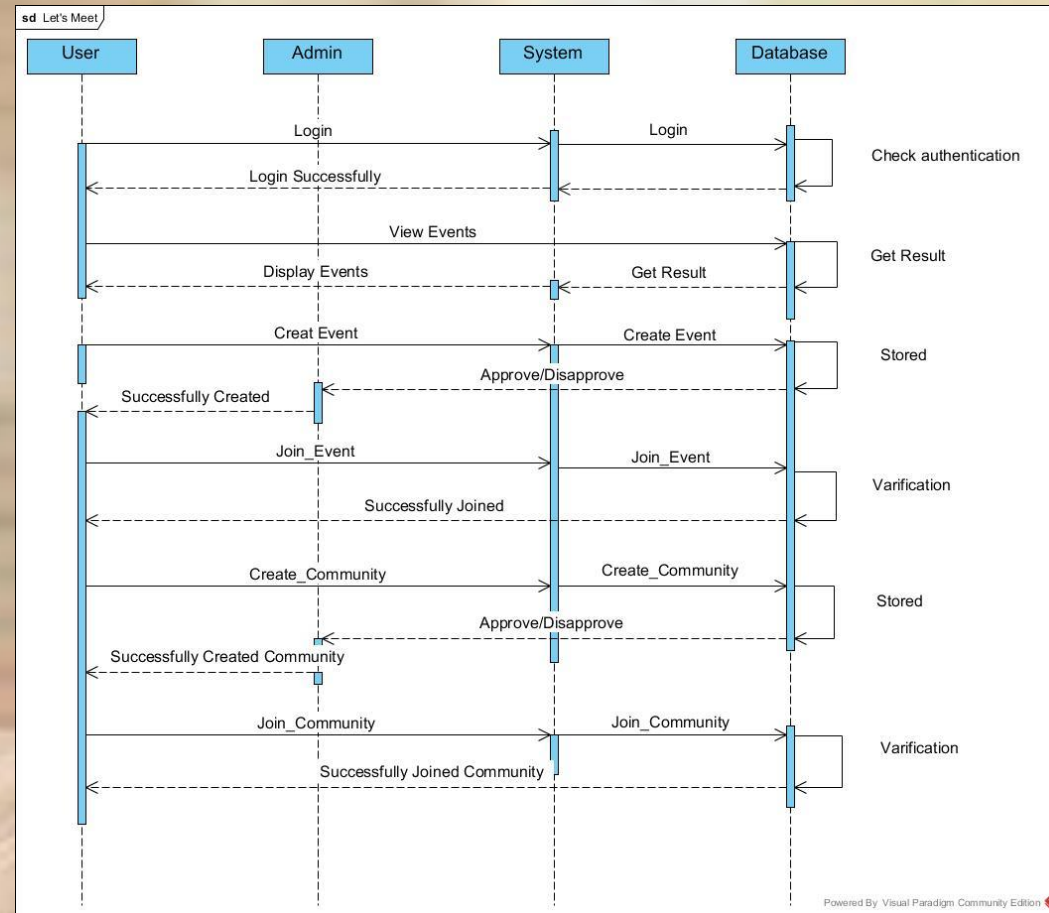 sd Let's Meet
User
Admin
System
Database
Login
Login
Check authentication
Login Successfully
View Events
Get Result
Display Events
Get Result
Creat Event
Create Event
Stored
Approve/Disapprove
Successfully Created
Join_Event
Join_Event
Varification
Successfully Joined
Create_Community
Create_Community
Stored
Approve/Disapprove
Successfully Created Community
Join_Community
Join_Community
Varification
Successfully Joined Community
Powered By Visual Paradigm Community Edition